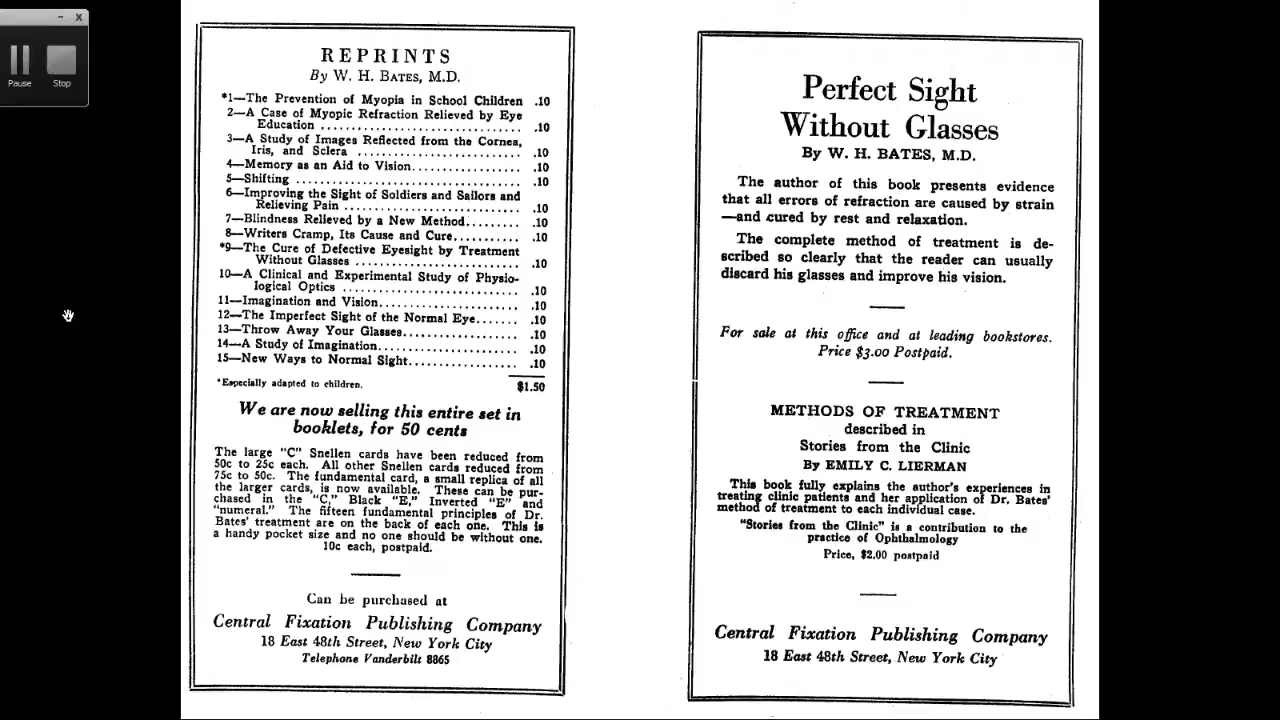 Pause
Stop
REPRINTS
By W. H. BATES, M.D.
*1—The Prevention of Myopia in School Children .10
2—A Case of Myopic Refraction Relieved by Eye
Education .................................. .10
3—A Study of Images Reflected from the Cornea,
Iris, and Sclera ........................... .10
4—Memory as an Aid to Vision.................. .10
5—Shifting ...................................... .10
6—Improving the Sight of Soldiers and Sailors and
Relieving Pain ............................. .10
7—Blindness Relieved by a New Method......... .10
8—Writers Cramp, Its Cause and Cure........... .10
*9—The Cure of Defective Eyesight by Treatment
Without Glasses ........................... .10
10—A Clinical and Experimental Study of Physio-
logical Optics ............................. .10
11—Imagination and Vision...................... .10
12—The Imperfect Sight of the Normal Eye....... .10
13—Throw Away Your Glasses................... .10
14—A Study of Imagination...................... .10
15—New Ways to Normal Sight.................. .10
*Especially adapted to children. $1.50
We are now selling this entire set in
booklets, for 50 cents
The large "C" Snellen cards have been reduced from
50c to 25c each. All other Snellen cards reduced from
75c to 50c. The fundamental card, a small replica of all
the larger cards, is now available. These can be pur-
chased in the "C," Black "E," Inverted "E" and
"numeral." The fifteen fundamental principles of Dr.
Bates' treatment are on the back of each one. This is
a handy pocket size and no one should be without one.
10c each, postpaid.
Can be purchased at
Central Fixation Publishing Company
18 East 48th Street, New York City
Telephone Vanderbilt 8865
Perfect Sight
Without Glasses
By W. H. BATES, M.D.
The author of this book presents evidence
that all errors of refraction are caused by strain
—and cured by rest and relaxation.
The complete method of treatment is de-
scribed so clearly that the reader can usually
discard his glasses and improve his vision.
For sale at this office and at leading bookstores.
Price $3.00 Postpaid.
METHODS OF TREATMENT
described in
Stories from the Clinic
By EMILY C. LIERMAN
This book fully explains the author's experiences in
treating clinic patients and her application of Dr. Bates'
method of treatment to each individual case.
"Stories from the Clinic" is a contribution to the
practice of Ophthalmology
Price, $2.00 postpaid
Central Fixation Publishing Company
18 East 48th Street, New York City